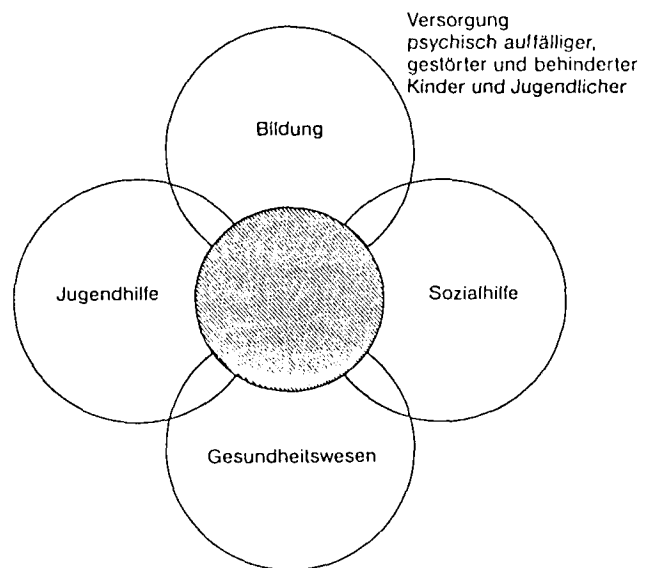 Versorgung
psychisch auffälliger,
gestörter und behinderter
Kinder und Jugendlicher
Bildung
Jugendhilfe
Sozialhilfe
Gesundheitswesen